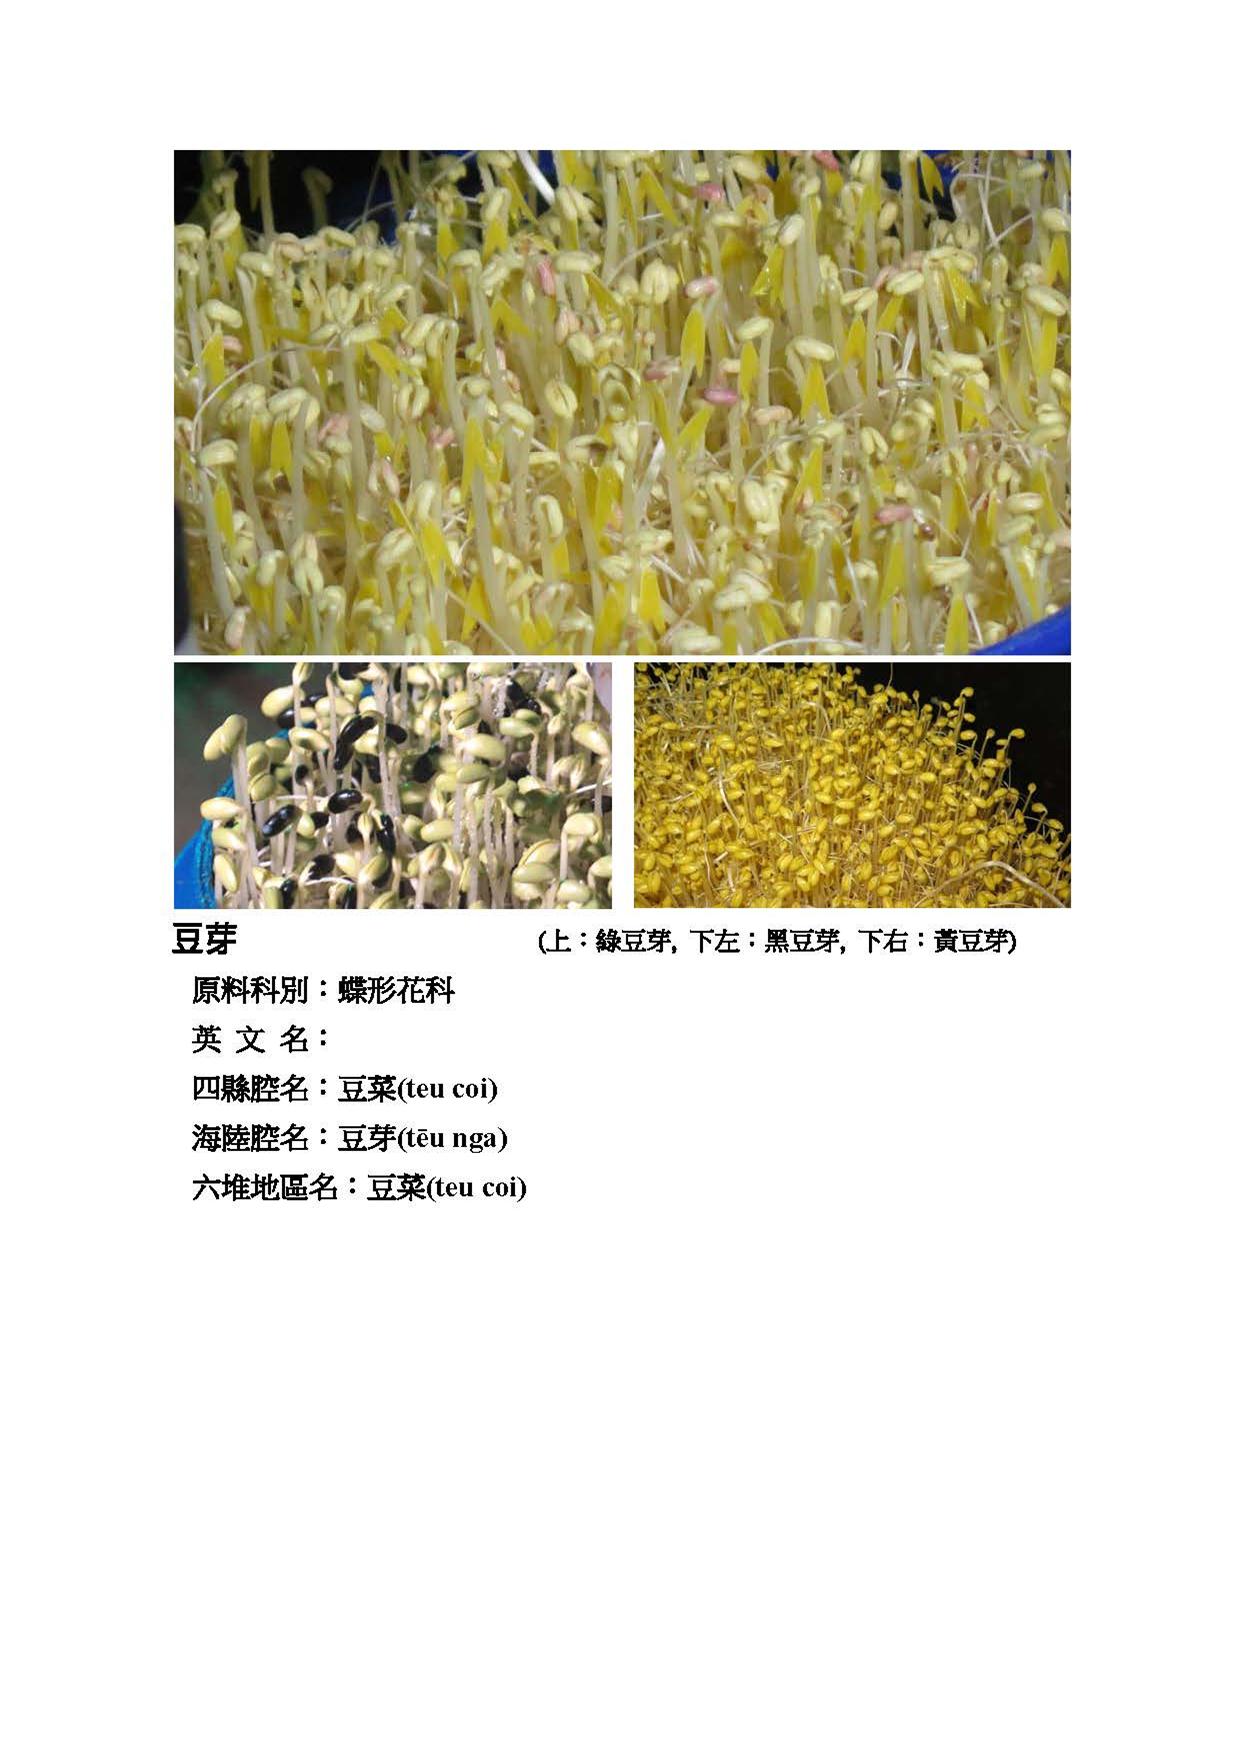 豆芽 (上：綠豆芽, 下左：黑豆芽, 下右：黃豆芽)
原料科別：蝶形花科
英 文 名：
四縣腔名：豆菜(teu coi)
海陸腔名：豆芽(tēu nga)
六堆地區名：豆菜(teu coi)